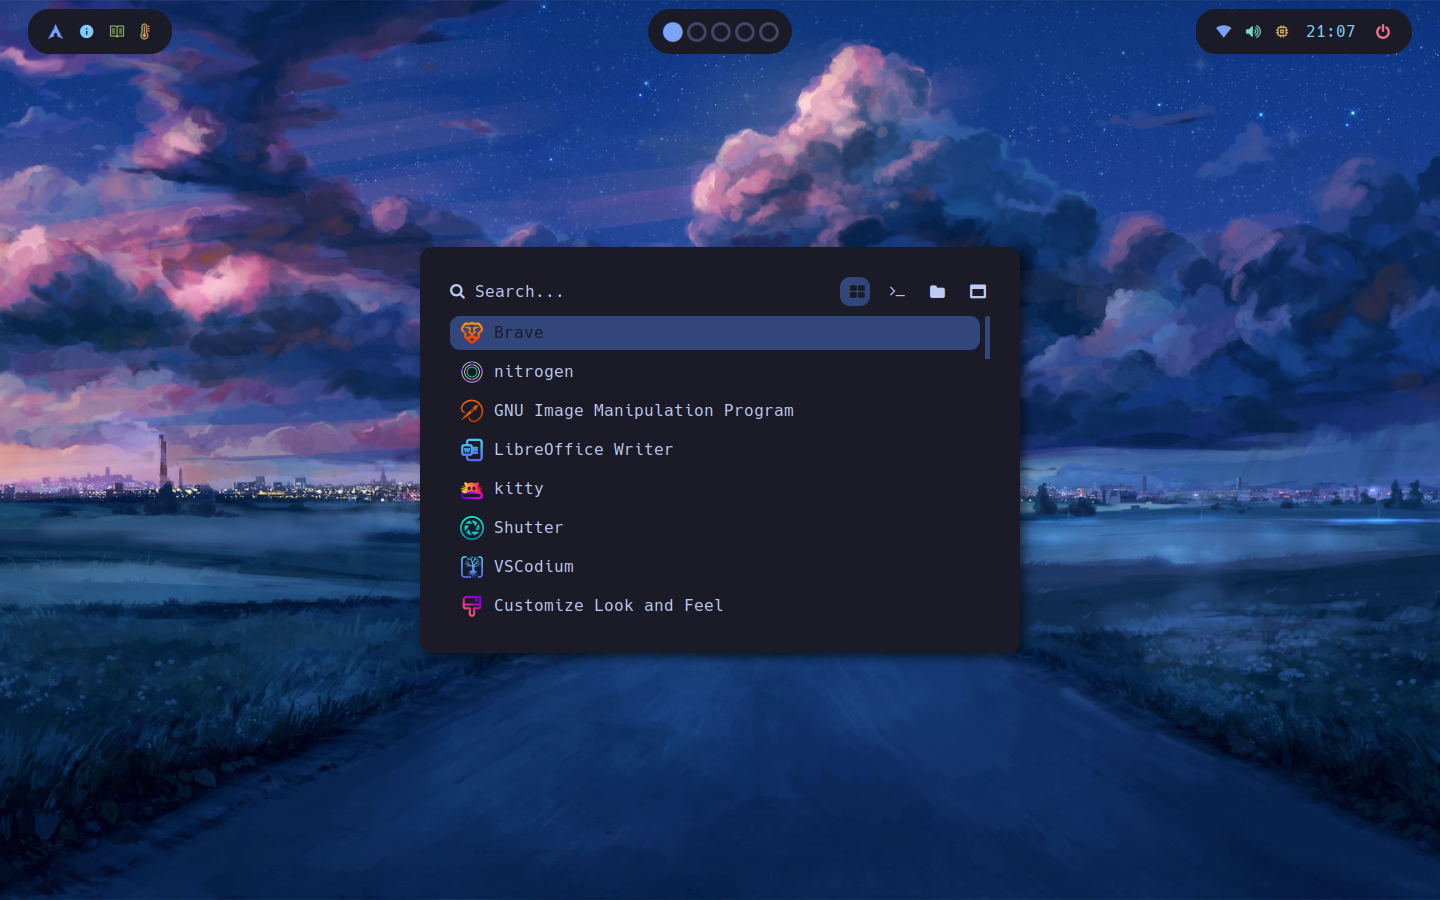 21:07
Search...
Brave
nitrogen
GNU Image Manipulation Program
LibreOffice Writer
kitty
Shutter
VSCodium
Customize Look and Feel